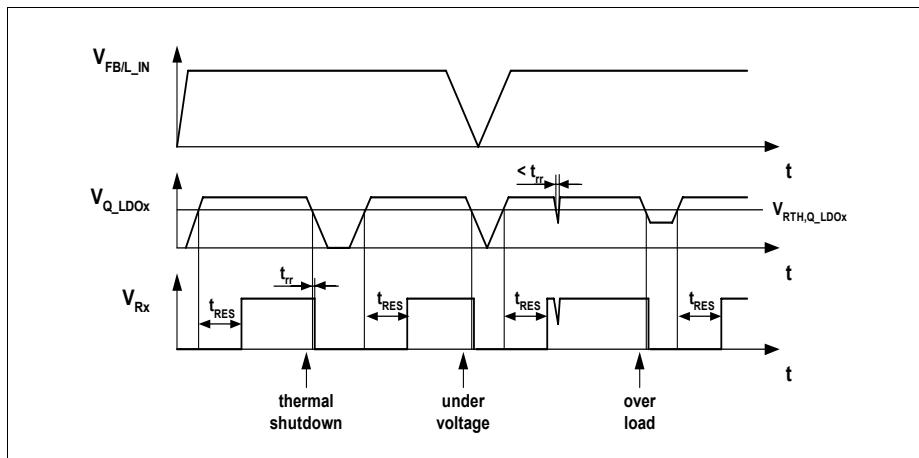 V_FB/L_IN
t
< t_rr
V_Q_LDOx
V_RTH,Q_LDOx
t
t_rr
V_Rx
t_RES
t_RES
t_RES
t_RES
t
thermal
shutdown
under
voltage
over
load